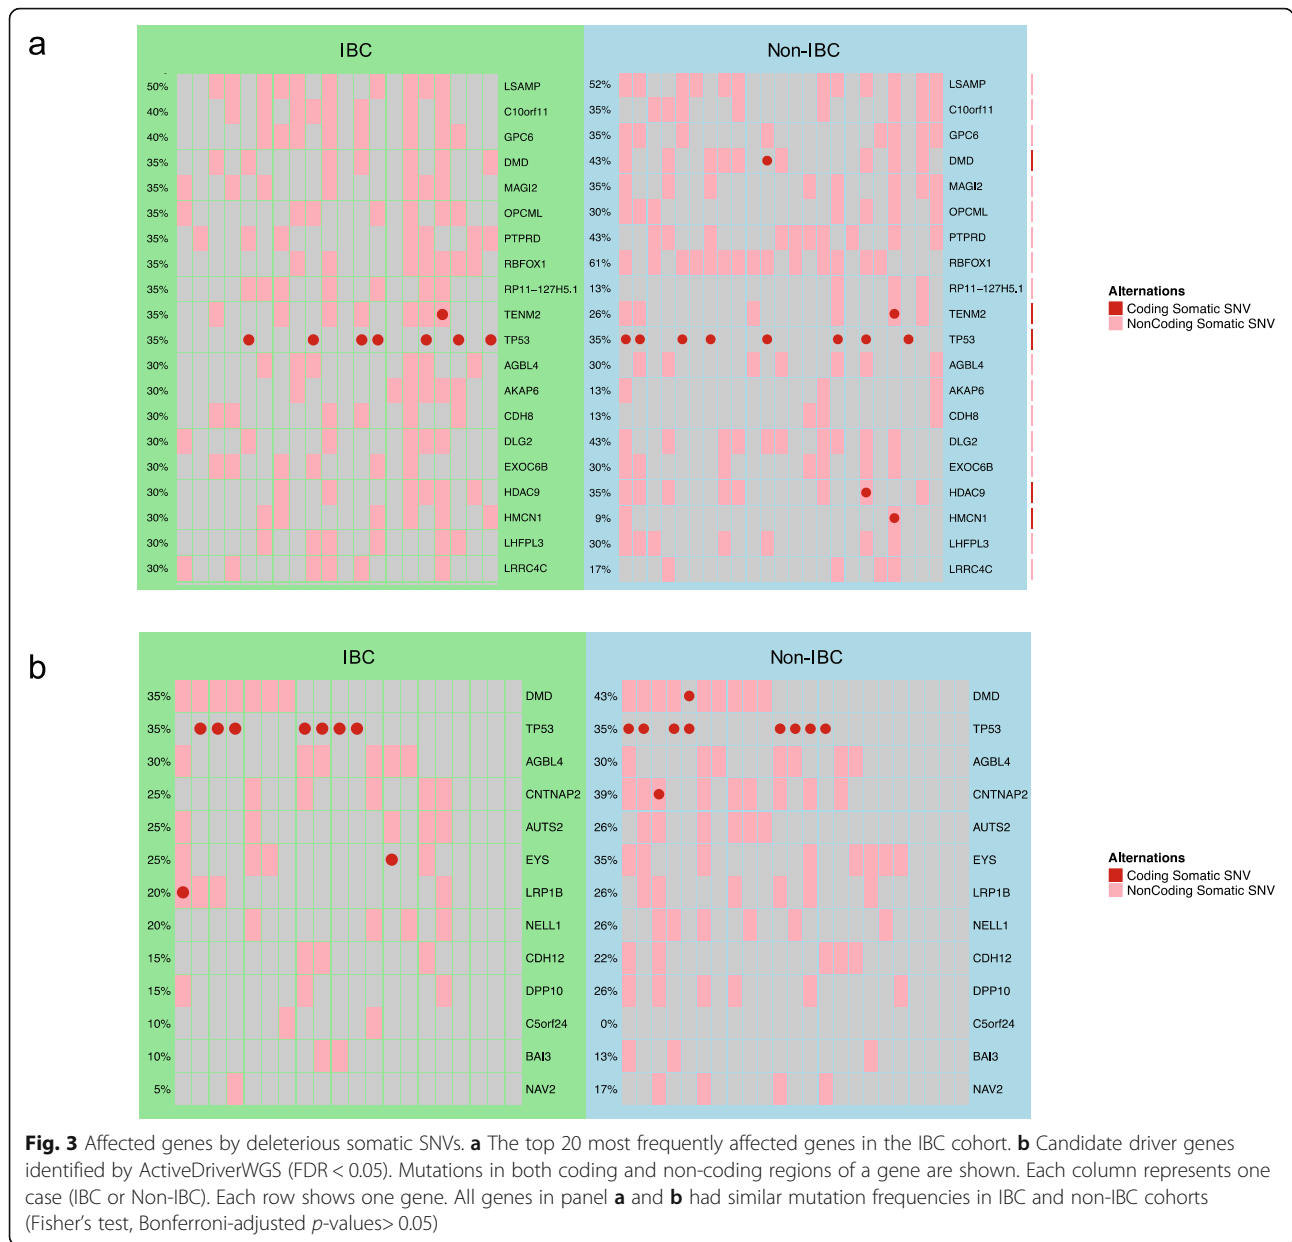 a
IBC
Non-IBC
50% LSAMP 52% LSAMP
40% C10orf11 35% C10orf11
40% GPC6 35% GPC6
35% DMD 43% DMD
35% MAGI2 35% MAGI2
35% OPCML 30% OPCML
35% PTPRD 43% PTPRD
35% RBFOX1 61% RBFOX1
35% RP11−127H5.1 13% RP11−127H5.1
35% TENM2 26% TENM2
35% TP53 35% TP53
30% AGBL4 30% AGBL4
30% AKAP6 13% AKAP6
30% CDH8 13% CDH8
30% DLG2 43% DLG2
30% EXOC6B 30% EXOC6B
30% HDAC9 35% HDAC9
30% HMCN1 9% HMCN1
30% LHFPL3 30% LHFPL3
30% LRRC4C 17% LRRC4C
Alternations
Coding Somatic SNV
NonCoding Somatic SNV
b
IBC
Non-IBC
35% DMD 43% DMD
35% TP53 35% TP53
30% AGBL4 30% AGBL4
25% CNTNAP2 39% CNTNAP2
25% AUTS2 26% AUTS2
25% EYS 35% EYS
20% LRP1B 26% LRP1B
20% NELL1 26% NELL1
15% CDH12 22% CDH12
15% DPP10 26% DPP10
10% C5orf24 0% C5orf24
10% BAI3 13% BAI3
5% NAV2 17% NAV2
Alternations
Coding Somatic SNV
NonCoding Somatic SNV
Fig. 3 Affected genes by deleterious somatic SNVs. a The top 20 most frequently affected genes in the IBC cohort. b Candidate driver genes
identified by ActiveDriverWGS (FDR < 0.05). Mutations in both coding and non-coding regions of a gene are shown. Each column represents one
case (IBC or Non-IBC). Each row shows one gene. All genes in panel a and b had similar mutation frequencies in IBC and non-IBC cohorts
(Fisher's test, Bonferroni-adjusted p-values> 0.05)